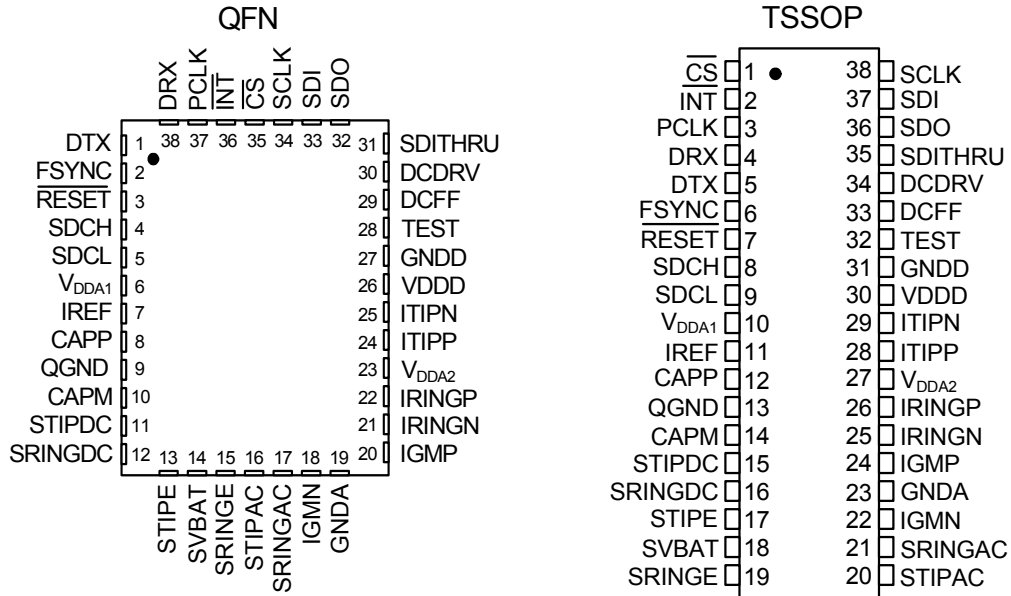 QFN
DRX
PCLK
INT
CS
SCLK
SDI
SDO
38 37 36 35 34 33 32
DTX 1 31 SDITHRU
FSYNC 2 30 DCDRV
RESET 3 29 DCFF
SDCH 4 28 TEST
SDCL 5 27 GNDD
VDDA1 6 26 VDDD
IREF 7 25 ITIPN
CAPP 8 24 ITIPP
QGND 9 23 VDDA2
CAPM 10 22 IRINGP
STIPDC 11 21 IRINGN
SRINGDC 12 20 IGMP
13 14 15 16 17 18 19
STIPE
SVBAT
SRINGE
STIPAC
SRINGAC
IGMN
GNDA
TSSOP
CS 1 38 SCLK
INT 2 37 SDI
PCLK 3 36 SDO
DRX 4 35 SDITHRU
DTX 5 34 DCDRV
FSYNC 6 33 DCFF
RESET 7 32 TEST
SDCH 8 31 GNDD
SDCL 9 30 VDDD
VDDA1 10 29 ITIPN
IREF 11 28 ITIPP
CAPP 12 27 VDDA2
QGND 13 26 IRINGP
CAPM 14 25 IRINGN
STIPDC 15 24 IGMP
SRINGDC 16 23 GNDA
STIPE 17 22 IGMN
SVBAT 18 21 SRINGAC
SRINGE 19 20 STIPAC